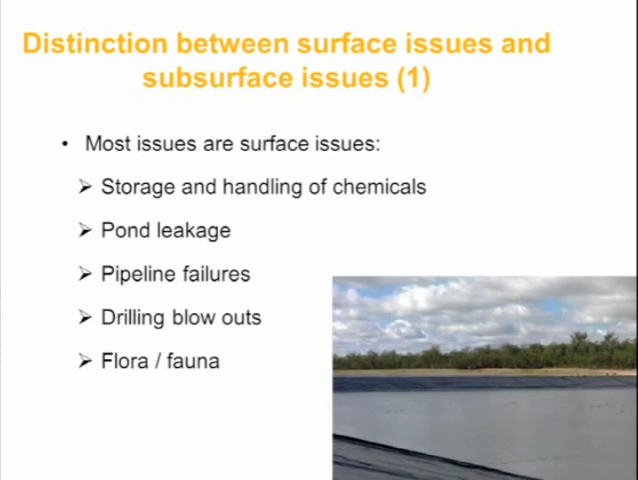 Distinction between surface issues and
subsurface issues (1)
• Most issues are surface issues:
➢ Storage and handling of chemicals
➢ Pond leakage
➢ Pipeline failures
➢ Drilling blow outs
➢ Flora / fauna